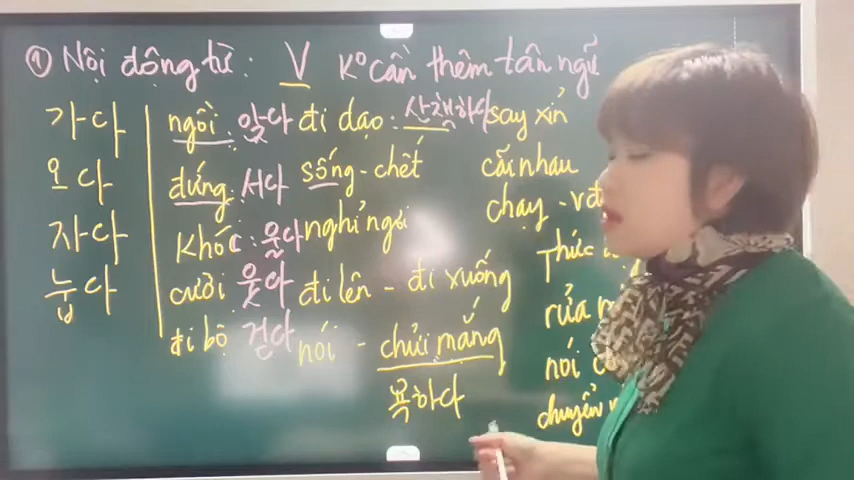 ① Nội động từ: V K° cần thêm tân ngữ
가다
오다
자다
눕다
ngồi: 앉다
đứng: 서다
khóc: 울다
cười 웃다
đi bộ 걷다
đi dạo: 산책하다
sống - chết
nghỉ ngơi
đi lên - đi xuống
nói - chửi mắng
욕하다
say xỉn
cãi nhau
chạy -
Thức
rửa
nói
chuyển